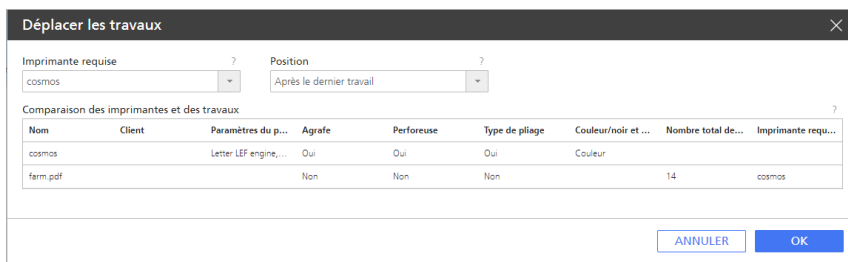 Déplacer les travaux
Imprimante requise ? Position ?
cosmos Après le dernier travail
Comparaison des imprimantes et des travaux ?
Nom Client Paramètres du p... Agrafe Perforeuse Type de pliage Couleur/noir et ... Nombre total de... Imprimante requ...
cosmos Letter LEF engine,... Oui Oui Oui Couleur
farm.pdf Non Non Non 14 cosmos
ANNULER OK